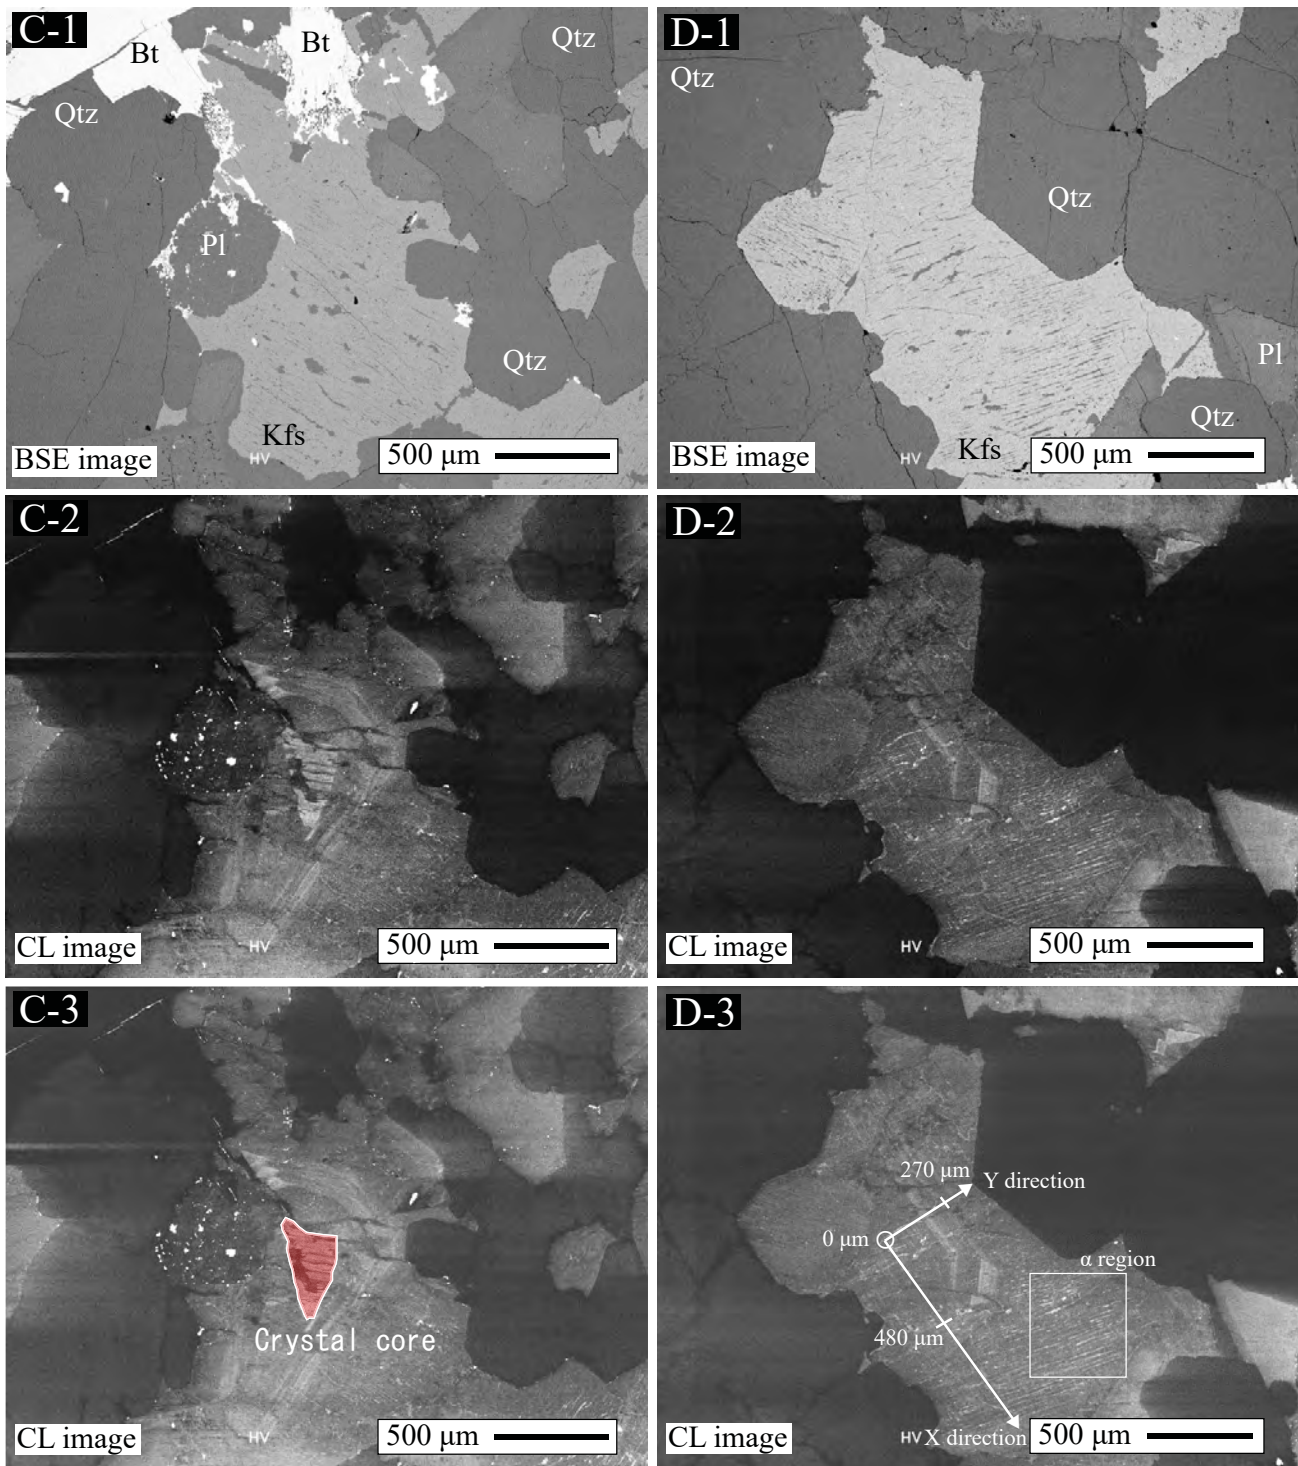 C-1
Bt
Bt
Qtz
Qtz
Pl
Qtz
Kfs
HV
500 μm
BSE image
D-1
Qtz
Qtz
Pl
Qtz
Kfs
HV
500 μm
BSE image
C-2
HV
500 μm
CL image
D-2
HV
500 μm
CL image
C-3
Crystal core
HV
500 μm
CL image
D-3
270 μm
Y direction
0 μm
α region
480 μm
HV
X direction
500 μm
CL image